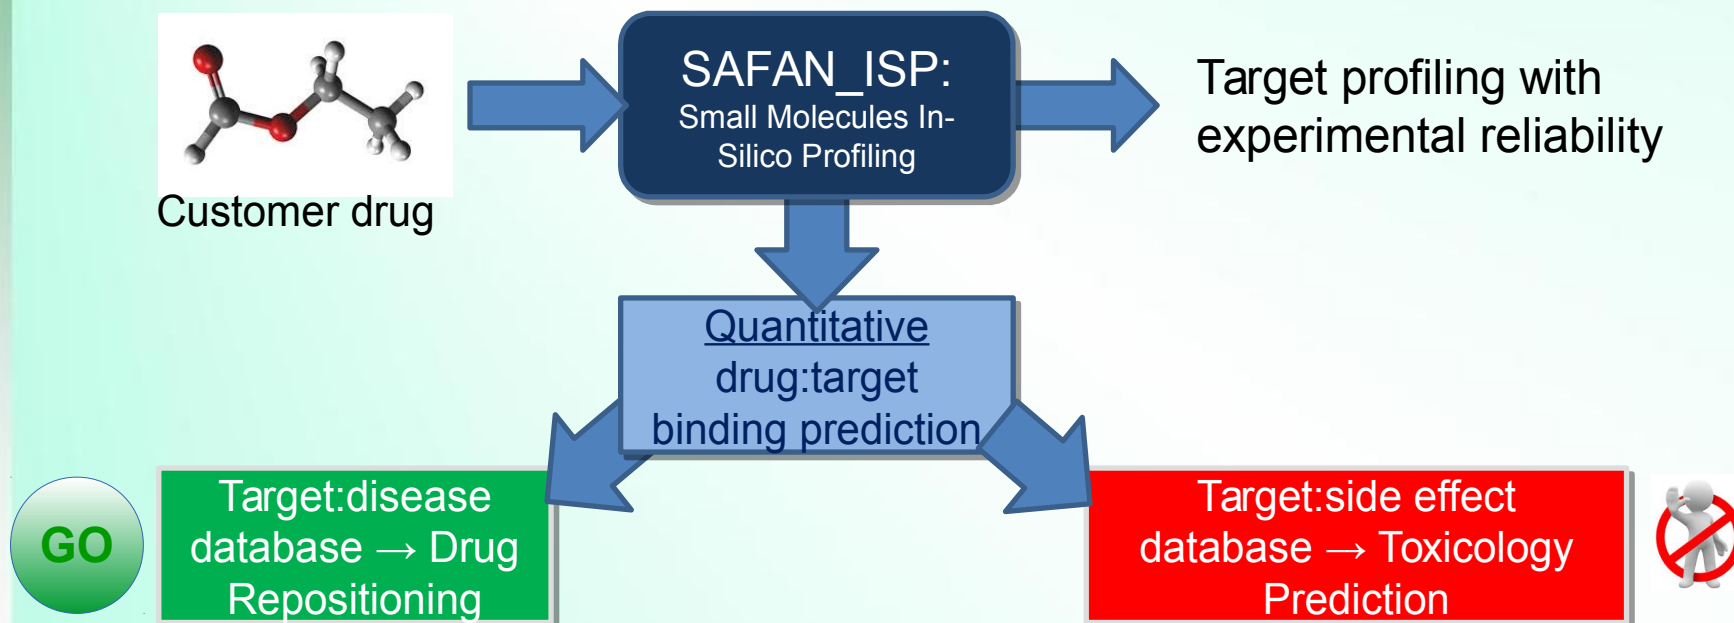 SAFAN_ISP:
Small Molecules In-
Silico Profiling
Target profiling with
experimental reliability
Customer drug
Quantitative
drug:target
binding prediction
GO
Target:disease
database → Drug
Repositioning
Target:side effect
database → Toxicology
Prediction